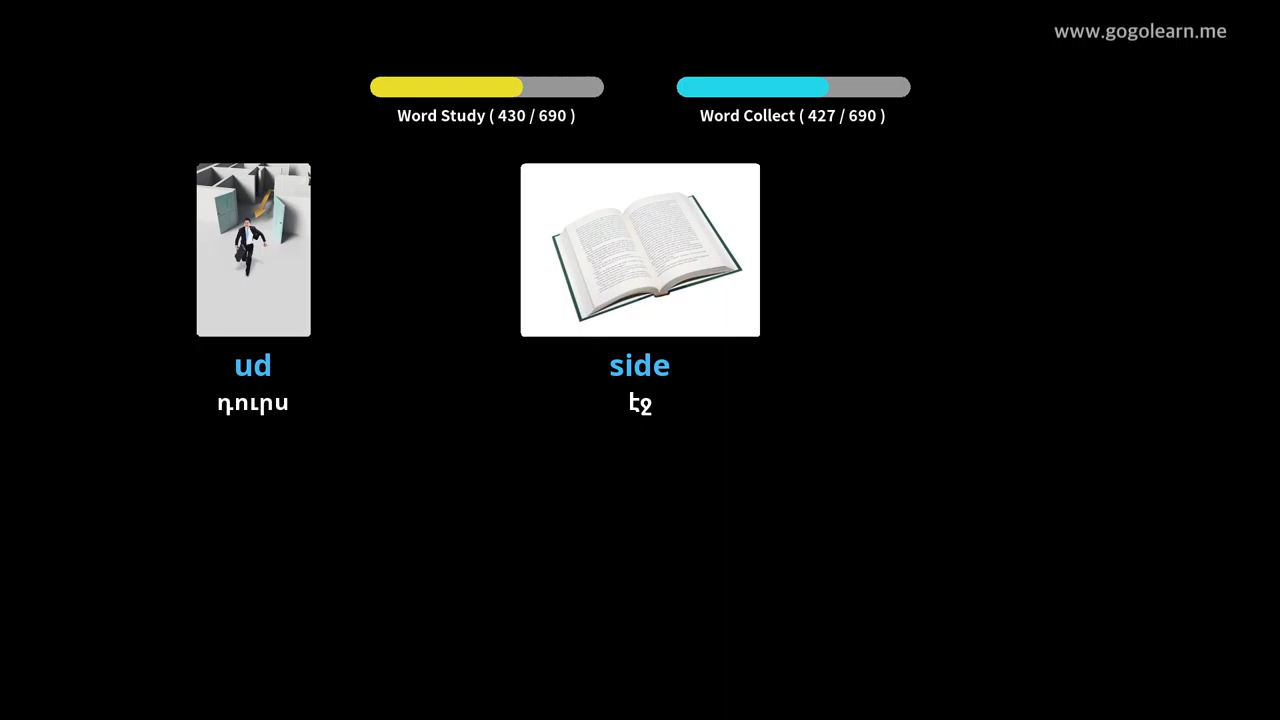 www.gogolearn.me
Word Study ( 430 / 690 )
Word Collect ( 427 / 690 )
ud
դուրս
side
էջ